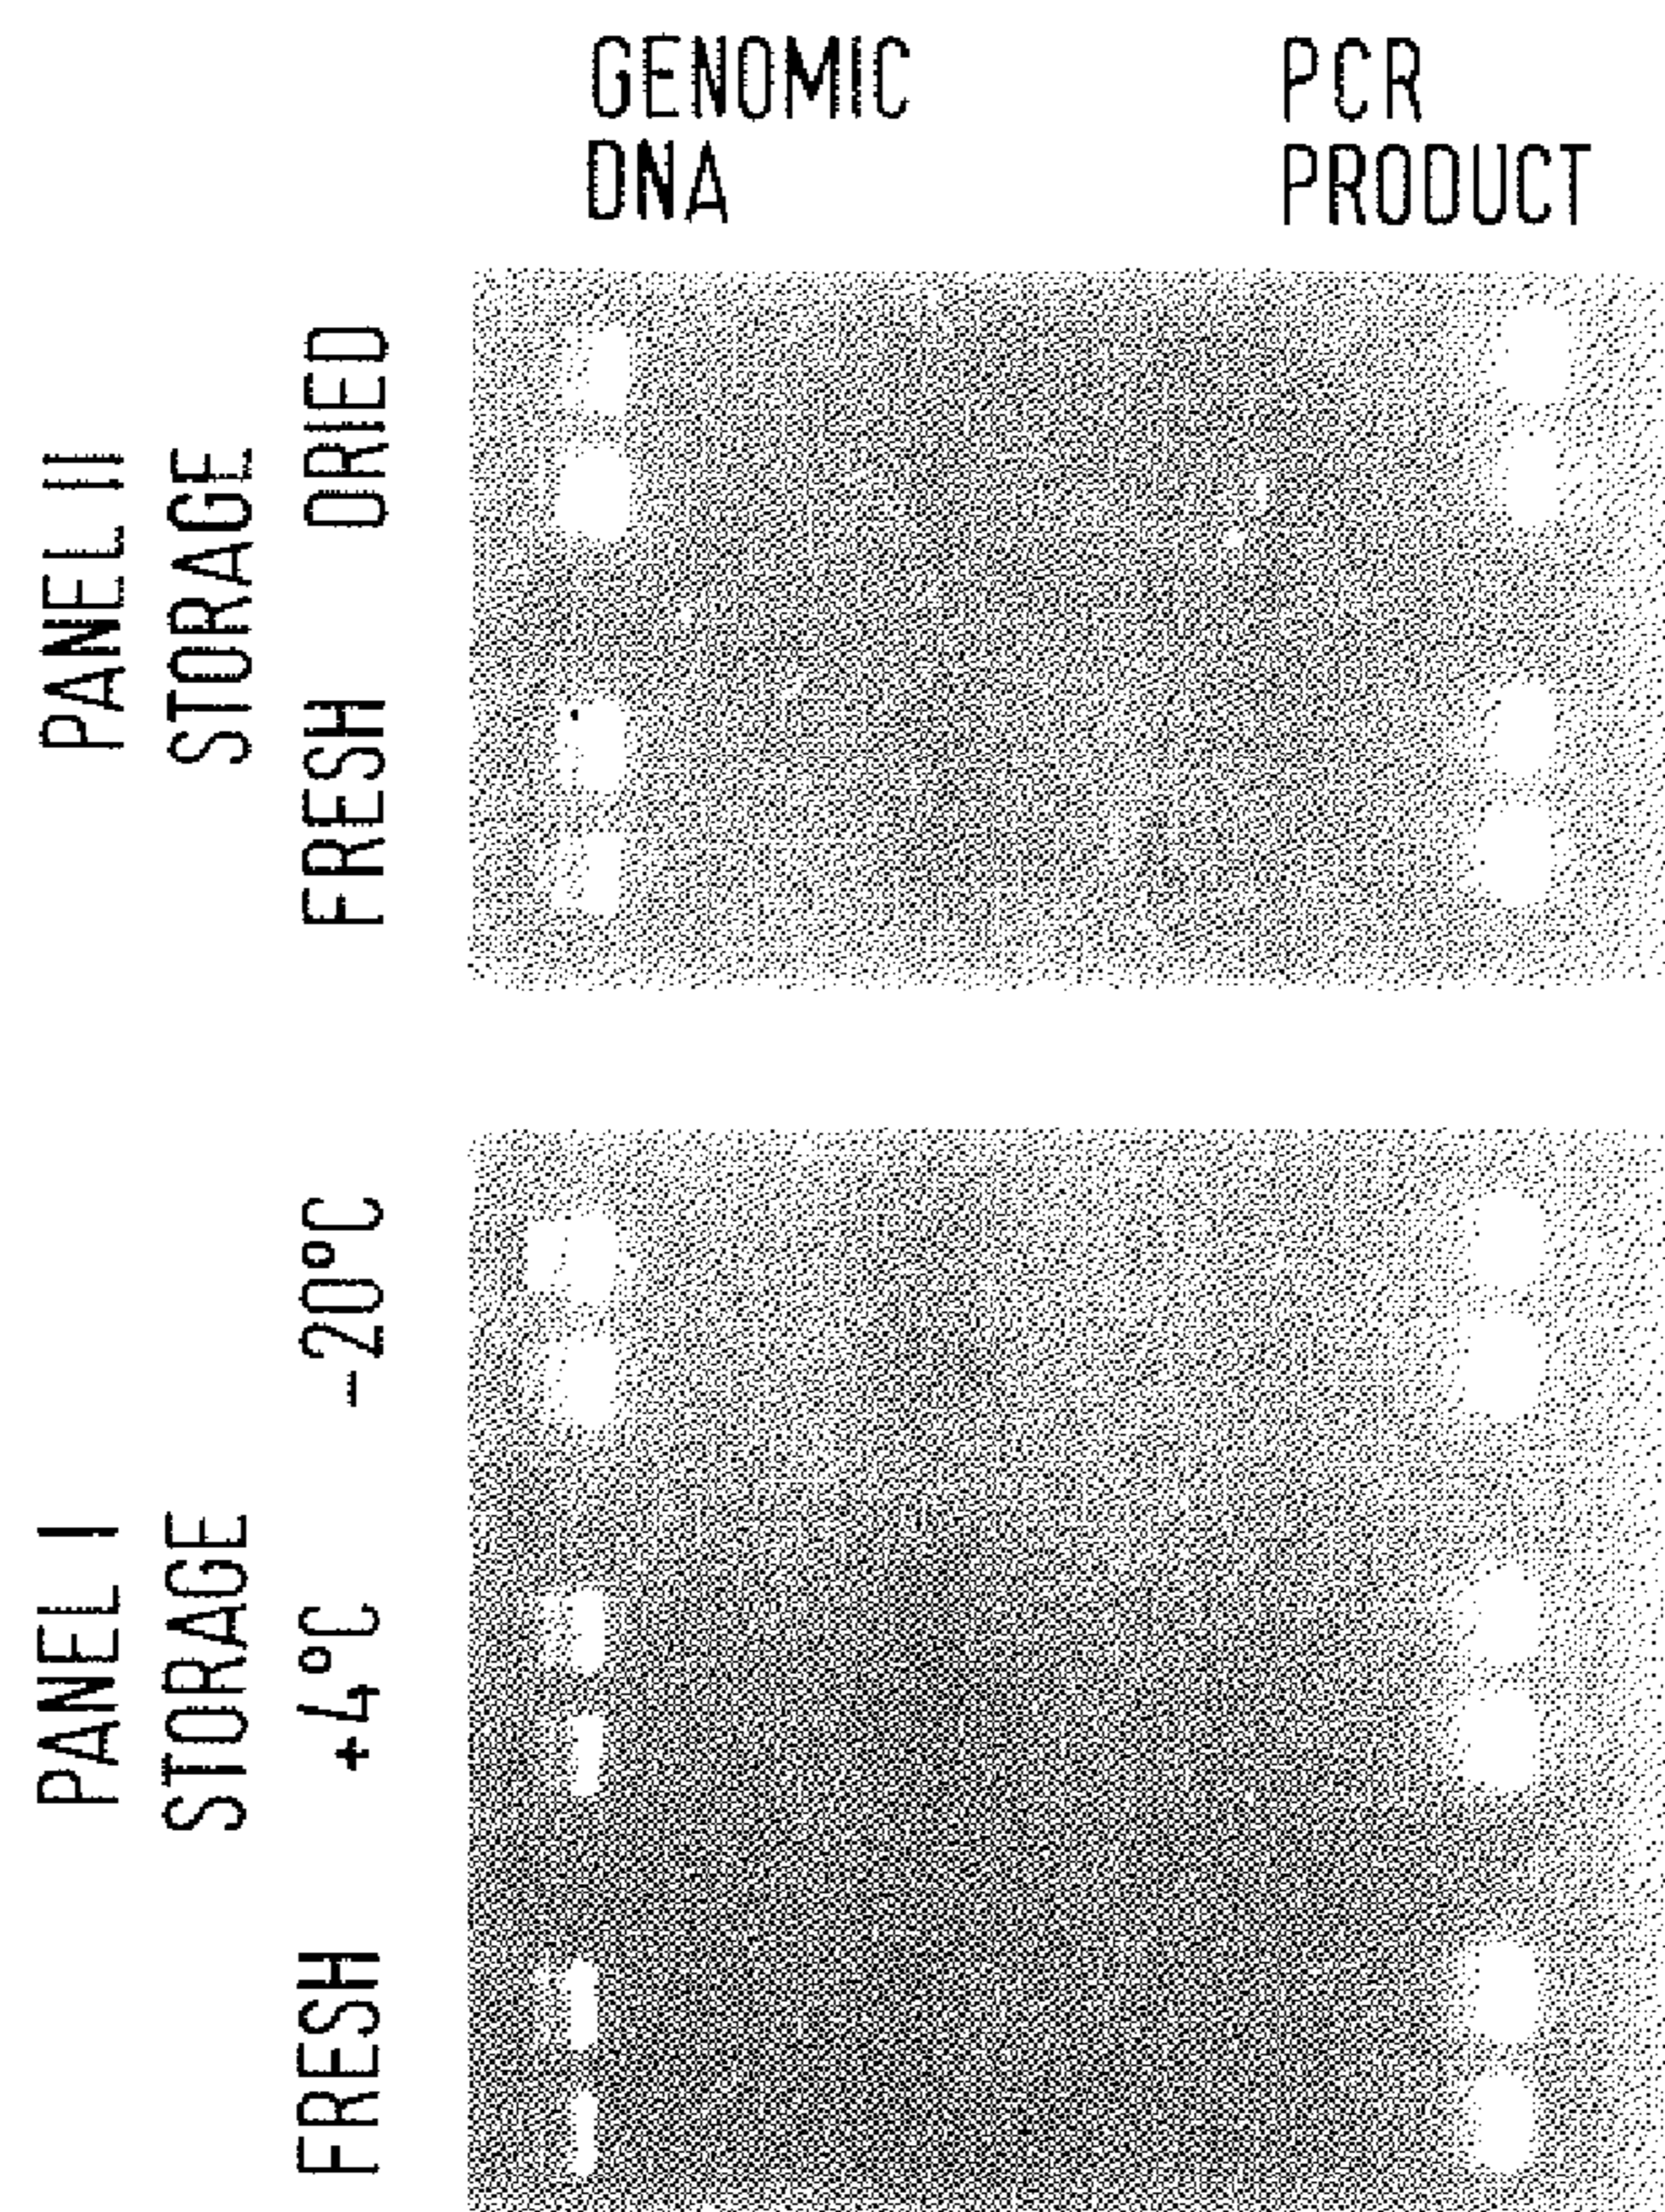 GENOMIC
DNA
PCR
PRODUCT
PANEL II
STORAGE
FRESH DRIED
PANEL I
STORAGE
FRESH +4°C -20°C